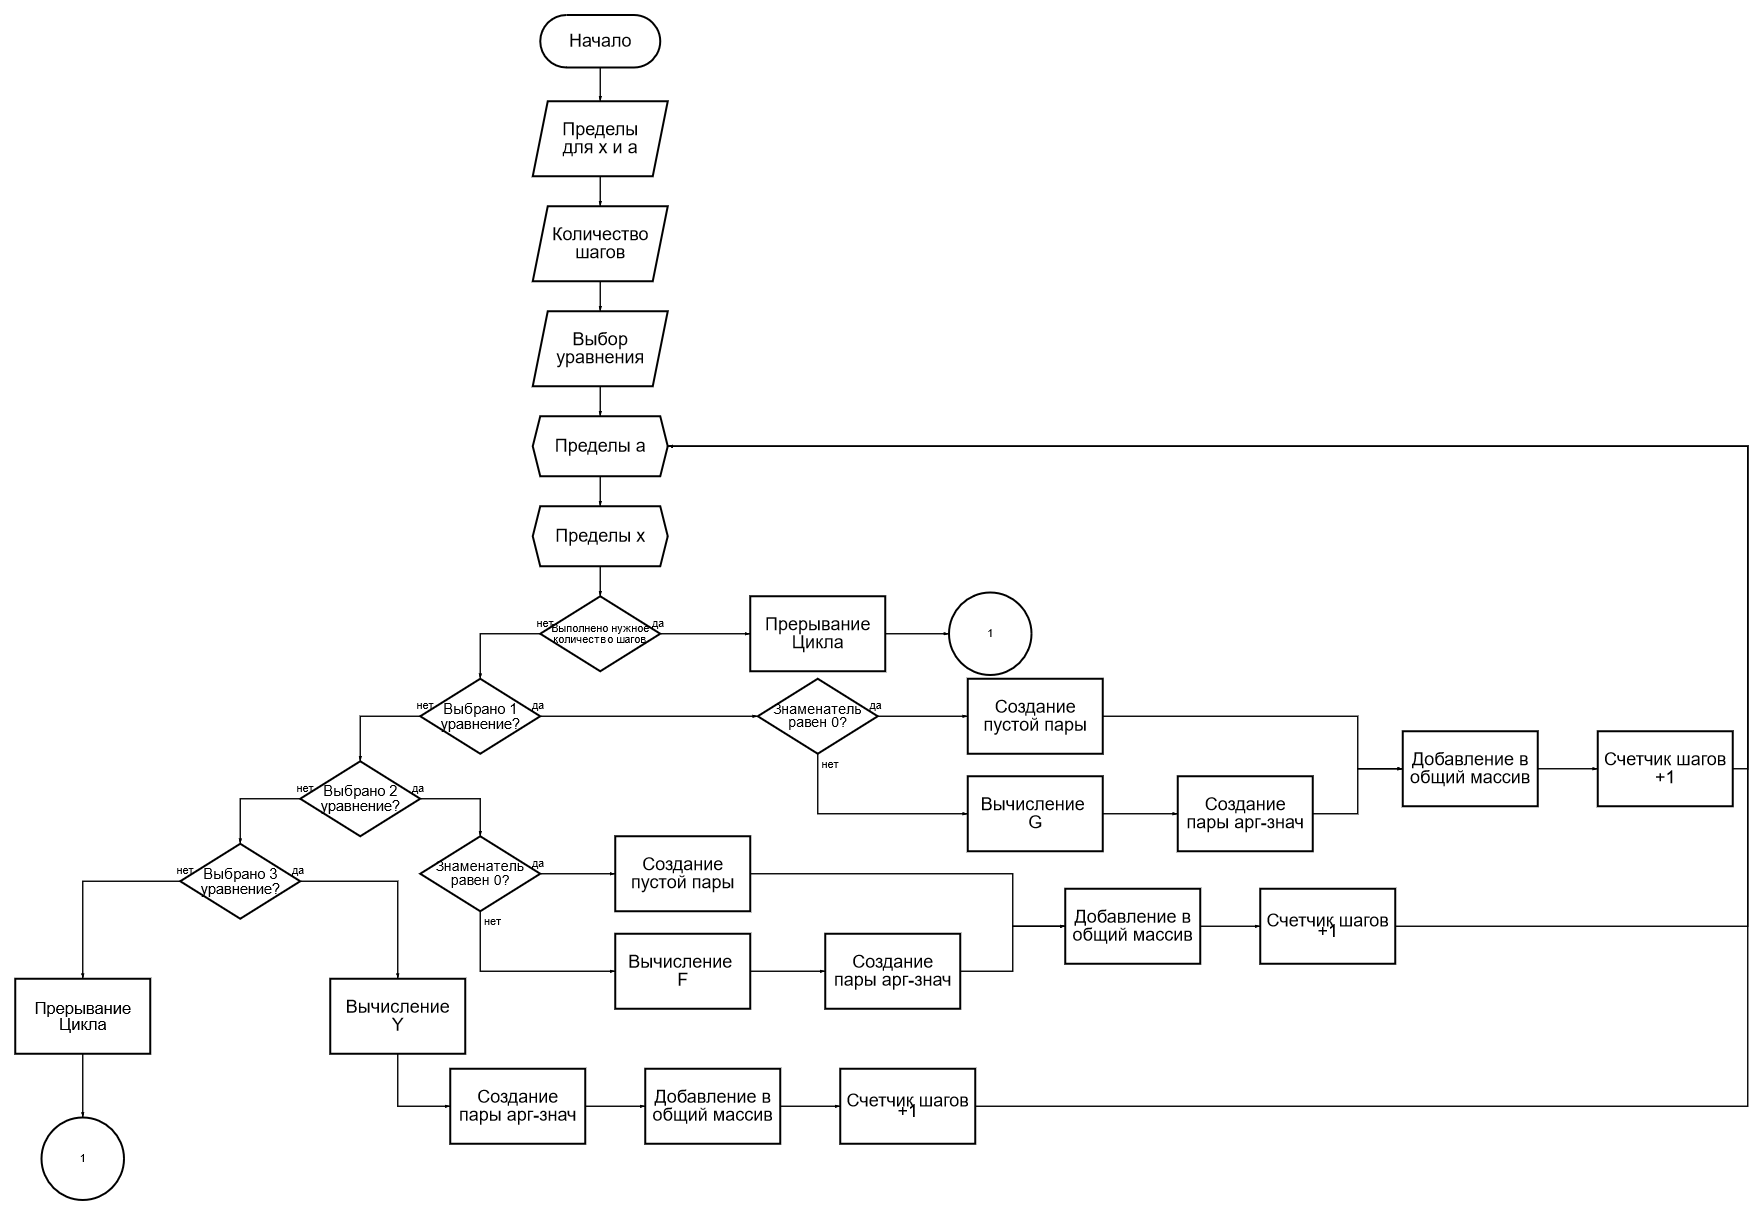 Начало
Пределы
для x и a
Количество
шагов
Выбор
уравнения
Пределы a
Пределы x
нет
Выполнено нужное
количество шагов
да
Прерывание
Цикла
1
нет
Выбрано 1
уравнение?
да
Знаменатель
равен 0?
да
нет
Создание
пустой пары
Добавление в
общий массив
Счетчик шагов
+1
Вычисление
G
Создание
пары арг-знач
нет
Выбрано 2
уравнение?
да
Знаменатель
равен 0?
да
нет
Создание
пустой пары
Добавление в
общий массив
Счетчик шагов
+1
Вычисление
F
Создание
пары арг-знач
нет
Выбрано 3
уравнение?
да
Прерывание
Цикла
Вычисление
Y
Создание
пары арг-знач
Добавление в
общий массив
Счетчик шагов
+1
1